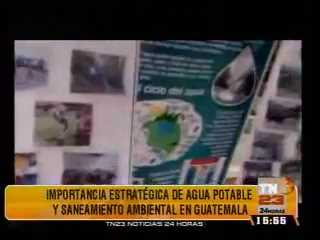 ciclo del agua
IMPORTANCIA ESTRATÉGICA DE AGUA POTABLE
Y SANEAMIENTO AMBIENTAL EN GUATEMALA
TN
23
24HORAS
15:55
TN23 NOTICIAS 24 HORAS